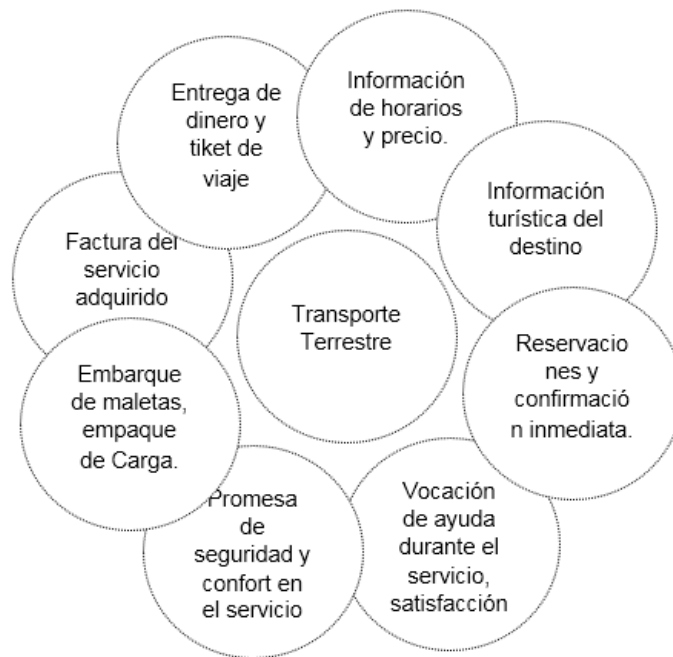 Entrega de
dinero y
tiket de
viaje
Información
de horarios
y precio.
Información
turística del
destino
Factura del
servicio
adquirido
Transporte
Terrestre
Reservacio
nes y
confirmació
n inmediata.
Embarque
de maletas,
empaque
de Carga.
Promesa
de
seguridad y
confort en
el servicio
Vocación
de ayuda
durante el
servicio,
satisfacción